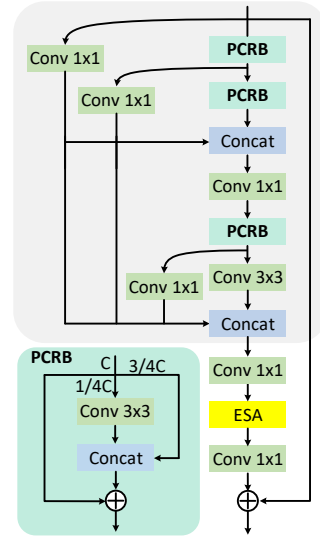 PCRB
Conv 1x1
PCRB
Conv 1x1
Concat
Conv 1x1
PCRB
Conv 3x3
Conv 1x1
Concat
PCRB
C
3/4C
1/4C
Conv 3x3
Concat
Conv 1x1
ESA
Conv 1x1